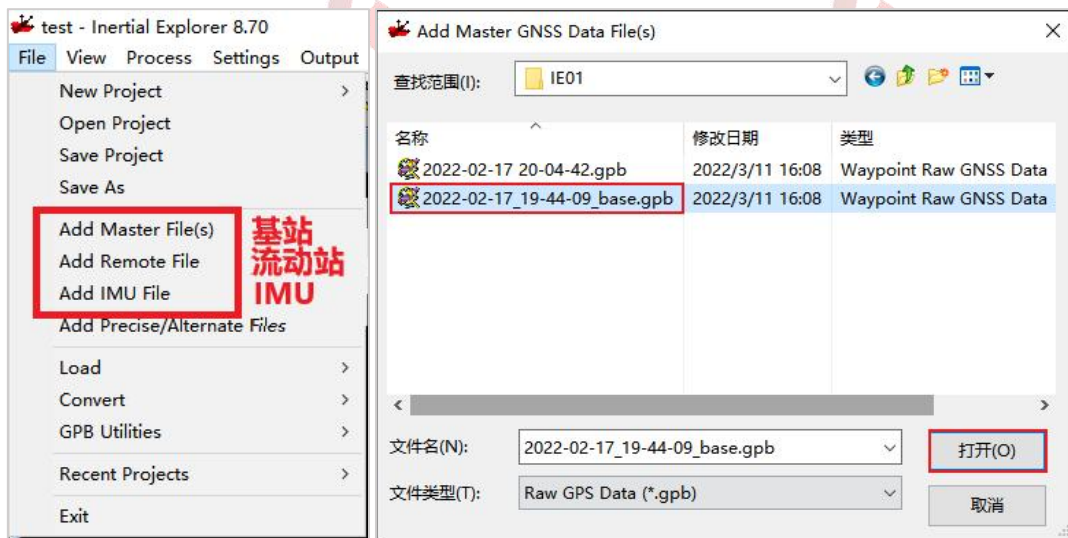 test - Inertial Explorer 8.70
File View Process Settings Output
New Project
Open Project
Save Project
Save As
Add Master File(s)
Add Remote File
Add IMU File
基站
流动站
IMU
Add Precise/Alternate Files
Load
Convert
GPB Utilities
Recent Projects
Exit
Add Master GNSS Data File(s)
查找范围(I): IE01
名称 修改日期 类型
2022-02-17 20-04-42.gpb 2022/3/11 16:08 Waypoint Raw GNSS Data
2022-02-17_19-44-09_base.gpb 2022/3/11 16:08 Waypoint Raw GNSS Data
文件名(N): 2022-02-17_19-44-09_base.gpb 打开(O)
文件类型(T): Raw GPS Data (*.gpb) 取消